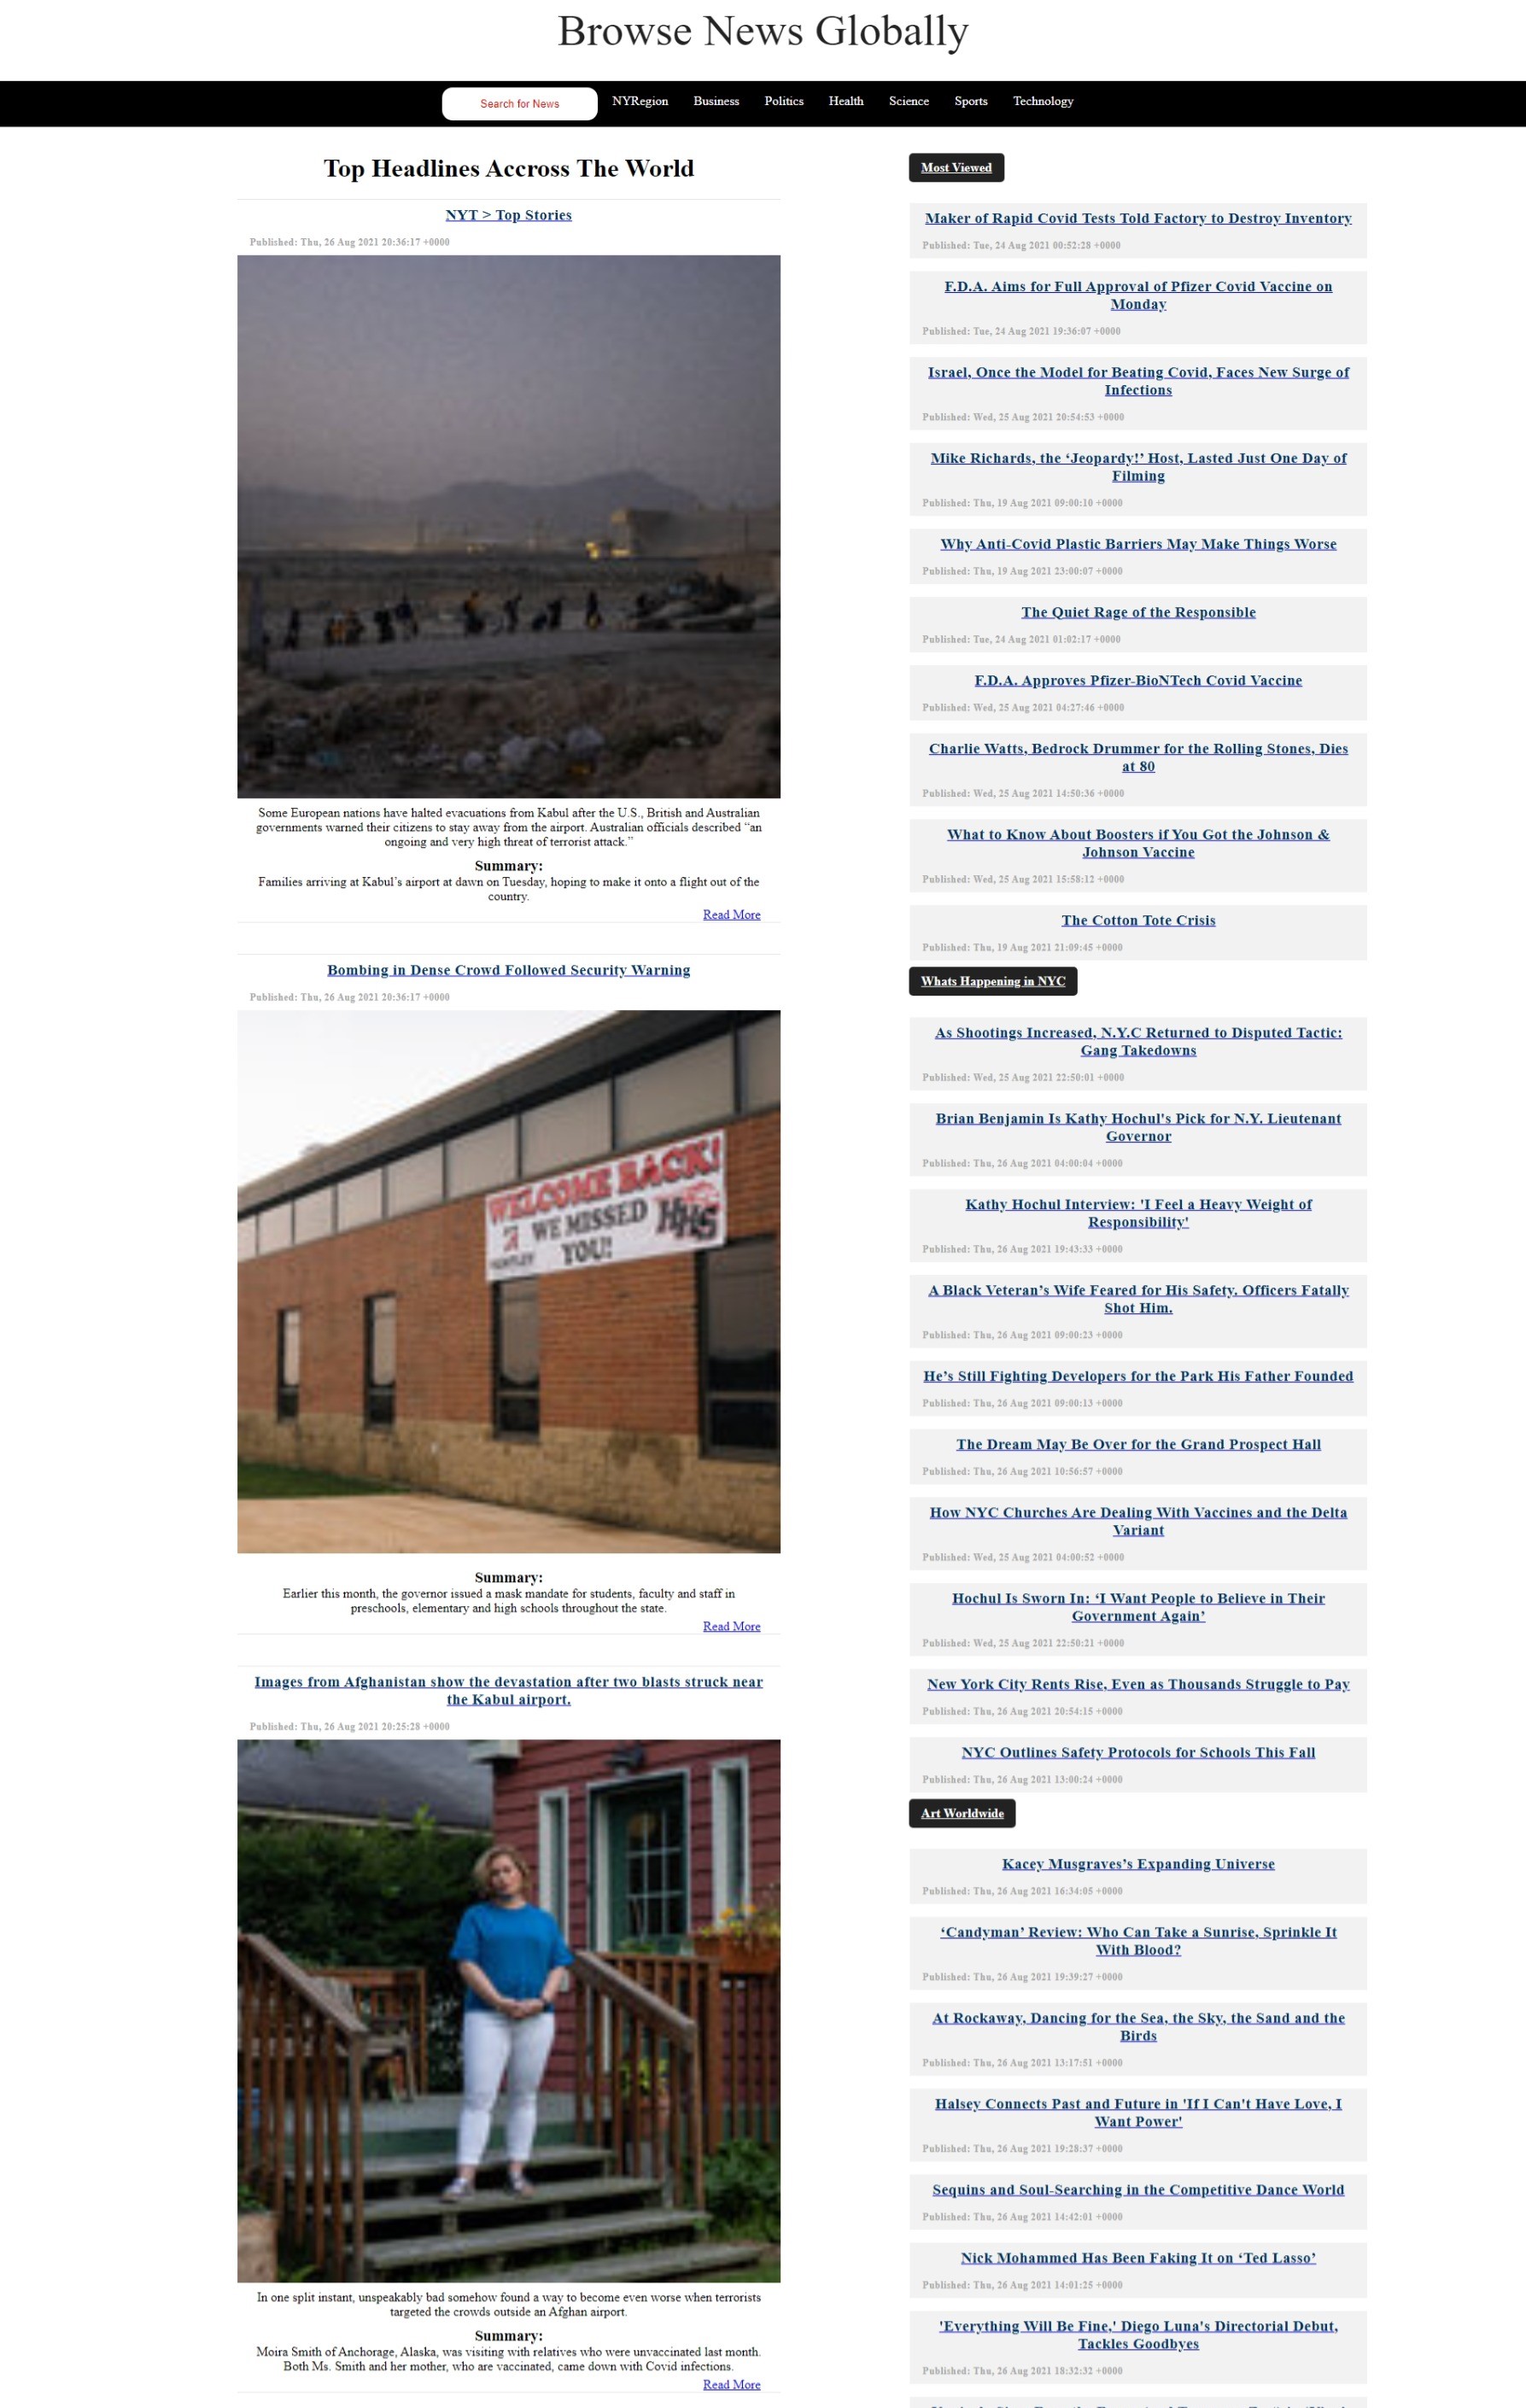 Browse News Globally
Search for News
NYRegion
Business
Politics
Health
Science
Sports
Technology
Top Headlines Accross The World
NYT > Top Stories
Published: Thu, 26 Aug 2021 20:36:17 +0000
Some European nations have halted evacuations from Kabul after the U.S., British and Australian
governments warned their citizens to stay away from the airport. Australian officials described “an
ongoing and very high threat of terrorist attack.”
Summary:
Families arriving at Kabul’s airport at dawn on Tuesday, hoping to make it onto a flight out of the
country.
Read More
Bombing in Dense Crowd Followed Security Warning
Published: Thu, 26 Aug 2021 20:36:17 +0000
WELCOME BACK!
WE MISSED
YOU!
HHS
HUNTLEY
Summary:
Earlier this month, the governor issued a mask mandate for students, faculty and staff in
preschools, elementary and high schools throughout the state.
Read More
Images from Afghanistan show the devastation after two blasts struck near
the Kabul airport.
Published: Thu, 26 Aug 2021 20:25:28 +0000
In one split instant, unspeakably bad somehow found a way to become even worse when terrorists
targeted the crowds outside an Afghan airport.
Summary:
Moira Smith of Anchorage, Alaska, was visiting with relatives who were unvaccinated last month.
Both Ms. Smith and her mother, who are vaccinated, came down with Covid infections.
Read More
Most Viewed
Maker of Rapid Covid Tests Told Factory to Destroy Inventory
Published: Tue, 24 Aug 2021 00:52:28 +0000
F.D.A. Aims for Full Approval of Pfizer Covid Vaccine on
Monday
Published: Tue, 24 Aug 2021 19:36:07 +0000
Israel, Once the Model for Beating Covid, Faces New Surge of
Infections
Published: Wed, 25 Aug 2021 20:54:53 +0000
Mike Richards, the ‘Jeopardy!’ Host, Lasted Just One Day of
Filming
Published: Thu, 19 Aug 2021 09:00:10 +0000
Why Anti-Covid Plastic Barriers May Make Things Worse
Published: Thu, 19 Aug 2021 23:00:07 +0000
The Quiet Rage of the Responsible
Published: Tue, 24 Aug 2021 01:02:17 +0000
F.D.A. Approves Pfizer-BioNTech Covid Vaccine
Published: Wed, 25 Aug 2021 04:27:46 +0000
Charlie Watts, Bedrock Drummer for the Rolling Stones, Dies
at 80
Published: Wed, 25 Aug 2021 14:50:36 +0000
What to Know About Boosters if You Got the Johnson &
Johnson Vaccine
Published: Wed, 25 Aug 2021 15:58:12 +0000
The Cotton Tote Crisis
Published: Thu, 19 Aug 2021 21:09:45 +0000
Whats Happening in NYC
As Shootings Increased, N.Y.C Returned to Disputed Tactic:
Gang Takedowns
Published: Wed, 25 Aug 2021 22:50:01 +0000
Brian Benjamin Is Kathy Hochul's Pick for N.Y. Lieutenant
Governor
Published: Thu, 26 Aug 2021 04:00:04 +0000
Kathy Hochul Interview: 'I Feel a Heavy Weight of
Responsibility'
Published: Thu, 26 Aug 2021 19:43:33 +0000
A Black Veteran’s Wife Feared for His Safety. Officers Fatally
Shot Him.
Published: Thu, 26 Aug 2021 09:00:23 +0000
He’s Still Fighting Developers for the Park His Father Founded
Published: Thu, 26 Aug 2021 09:00:13 +0000
The Dream May Be Over for the Grand Prospect Hall
Published: Thu, 26 Aug 2021 10:56:57 +0000
How NYC Churches Are Dealing With Vaccines and the Delta
Variant
Published: Wed, 25 Aug 2021 04:00:52 +0000
Hochul Is Sworn In: ‘I Want People to Believe in Their
Government Again’
Published: Wed, 25 Aug 2021 22:50:21 +0000
New York City Rents Rise, Even as Thousands Struggle to Pay
Published: Thu, 26 Aug 2021 20:54:15 +0000
NYC Outlines Safety Protocols for Schools This Fall
Published: Thu, 26 Aug 2021 13:00:24 +0000
Art Worldwide
Kacey Musgraves’s Expanding Universe
Published: Thu, 26 Aug 2021 16:34:05 +0000
‘Candyman’ Review: Who Can Take a Sunrise, Sprinkle It
With Blood?
Published: Thu, 26 Aug 2021 19:39:27 +0000
At Rockaway, Dancing for the Sea, the Sky, the Sand and the
Birds
Published: Thu, 26 Aug 2021 13:17:51 +0000
Halsey Connects Past and Future in 'If I Can't Have Love, I
Want Power'
Published: Thu, 26 Aug 2021 19:28:37 +0000
Sequins and Soul-Searching in the Competitive Dance World
Published: Thu, 26 Aug 2021 14:42:01 +0000
Nick Mohammed Has Been Faking It on ‘Ted Lasso’
Published: Thu, 26 Aug 2021 14:01:25 +0000
'Everything Will Be Fine,' Diego Luna's Directorial Debut,
Tackles Goodbyes
Published: Thu, 26 Aug 2021 18:32:32 +0000